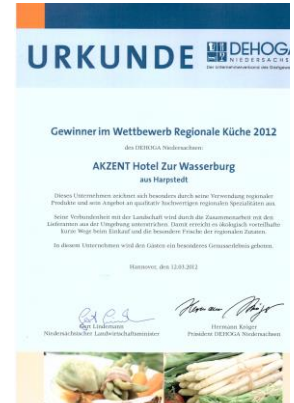 URKUNDE
DEHOGA
NIEDERSACHS
Gewinner im Wettbewerb Regionale Küche 2012
des DEHOGA Niedersachsen:
AKZENT Hotel Zur Wasserburg
aus Harpstedt
Dieses Unternehmen zeichnet sich besonders durch seine Verwendung regionaler
Produkte und sein Angebot an qualitativ hochwertigen regionalen Spezialitäten aus.
Seine Verbundenheit mit der Landschaft wird durch die Zusammenarbeit mit den
Lieferanten aus der Umgebung unterstrichen. Damit erreicht es ökologisch vorteilhafte
kurze Wege beim Einkauf und die besondere Frische der regionalen Zutaten.
In diesem Unternehmen wird den Gästen ein besonderes Genusserlebnis geboten.
Hannover, den 12.03.2012
Gert Lindemann
Niedersächsischer Landwirtschaftsminister
Hermann Kröger
Präsident DEHOGA Niedersachsen